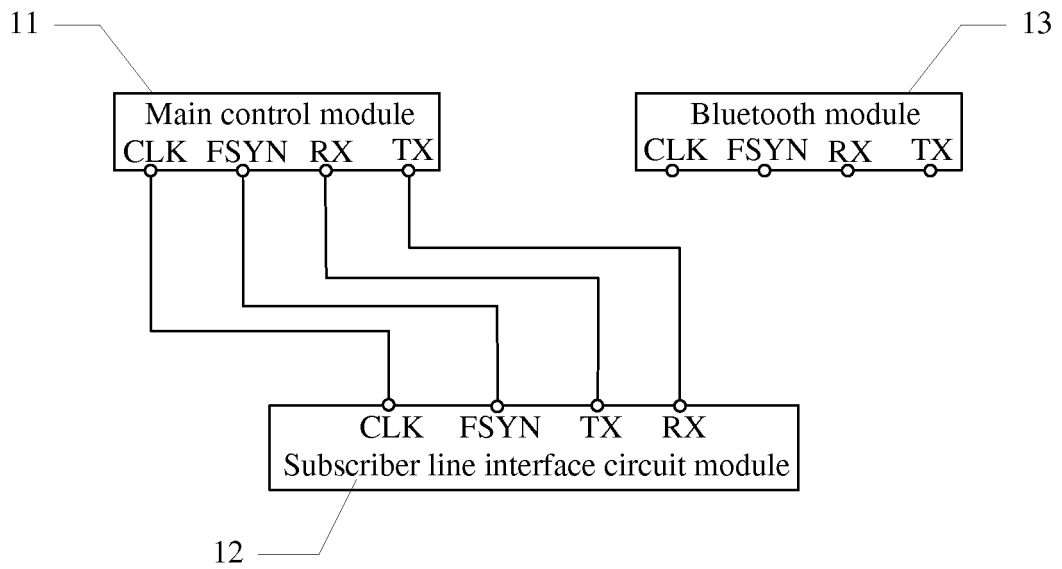 11
13
Main control module
CLK FSYN RX TX
Bluetooth module
CLK FSYN RX TX
CLK FSYN TX RX
Subscriber line interface circuit module
12